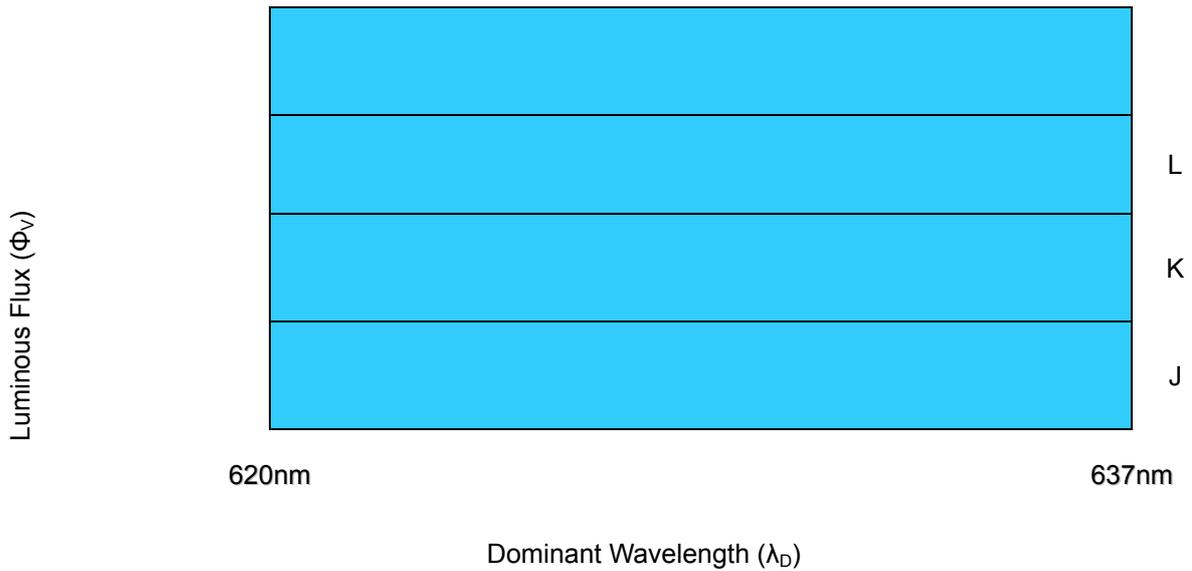 L
K
J
Luminous Flux (ΦV)
620nm
637nm
Dominant Wavelength (λD)